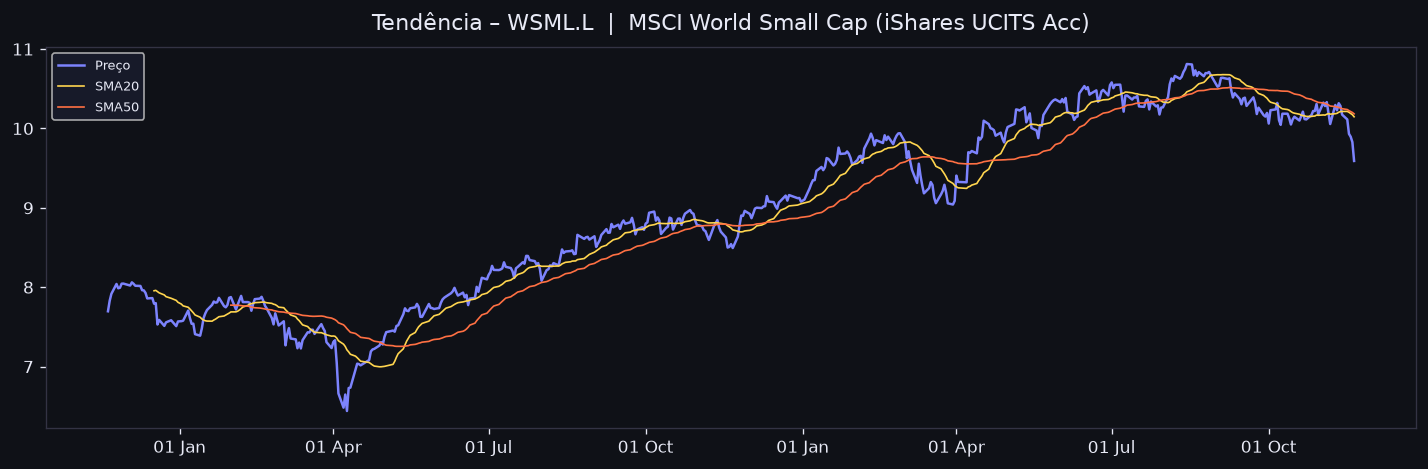 Tendência – WSML.L | MSCI World Small Cap (iShares UCITS Acc)
11
Preço
SMA20
SMA50
10
9
8
7
01 Jan 01 Apr 01 Jul 01 Oct 01 Jan 01 Apr 01 Jul 01 Oct